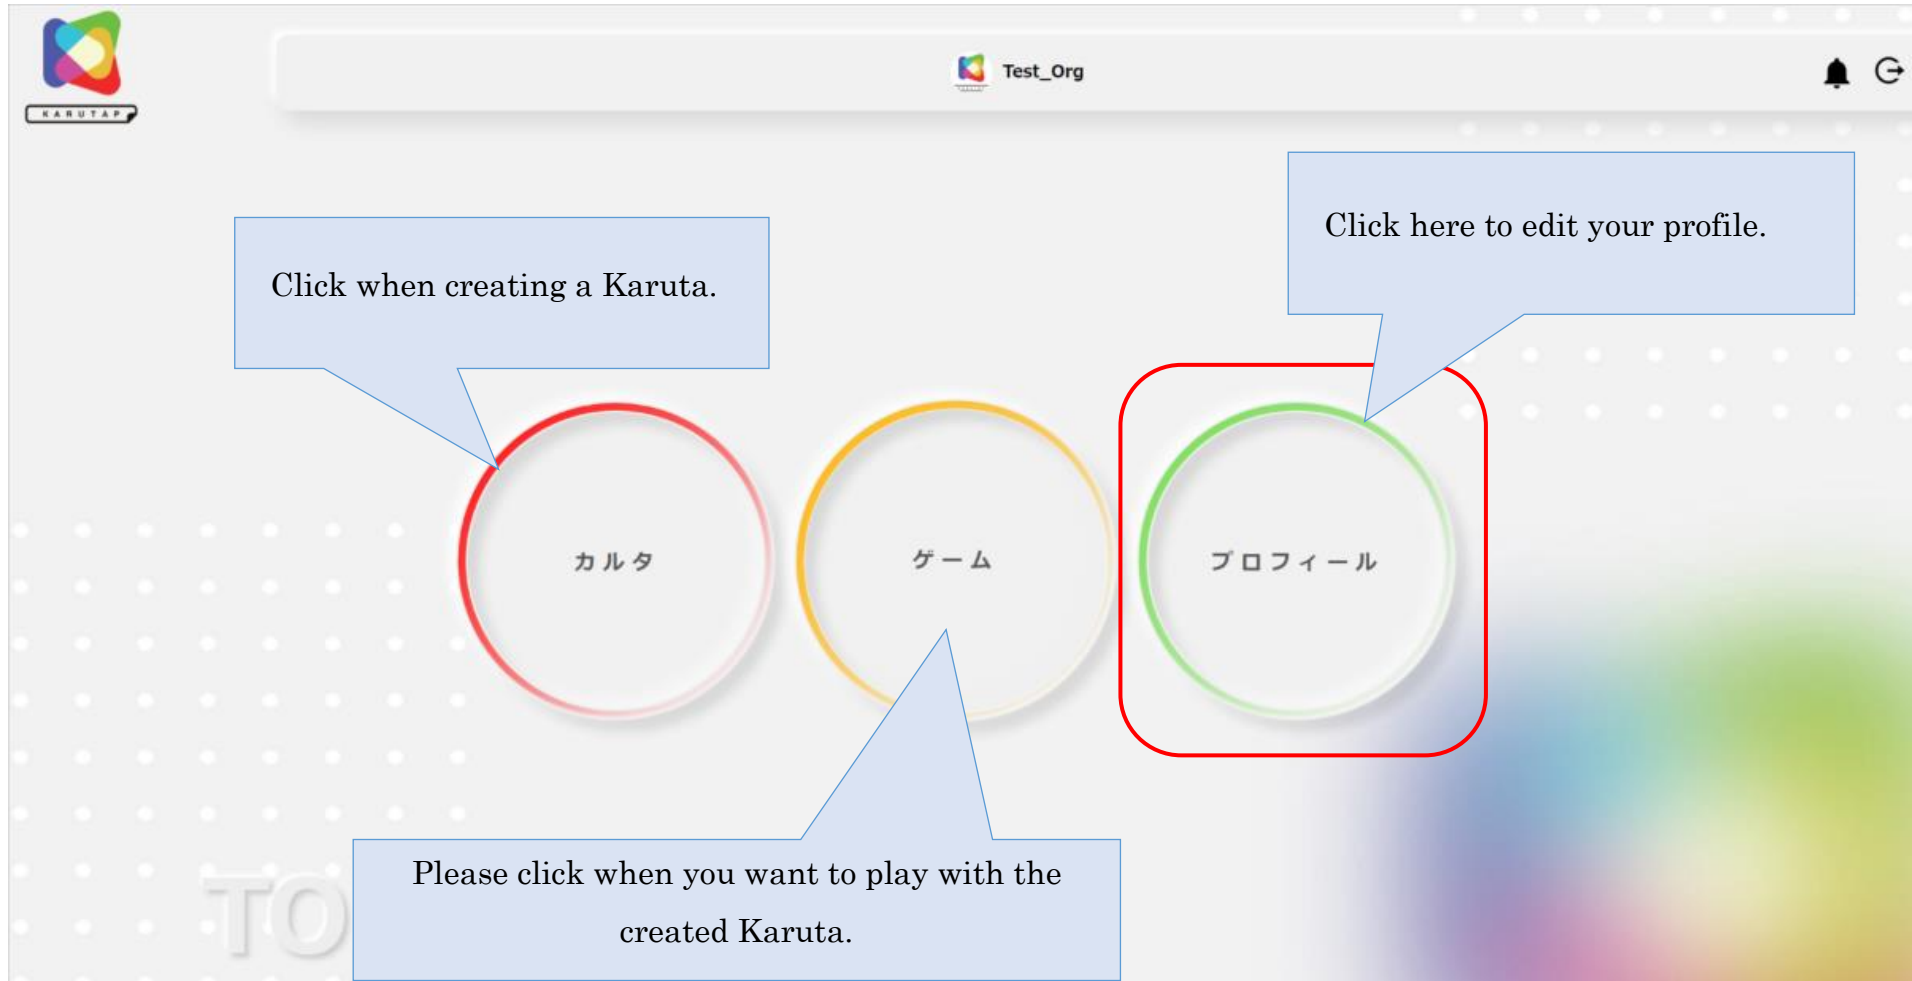 KARUTAP
Test_Org
Click here to edit your profile.
Click when creating a Karuta.
カルタ
ゲーム
プロフィール
Please click when you want to play with the
created Karuta.
TO